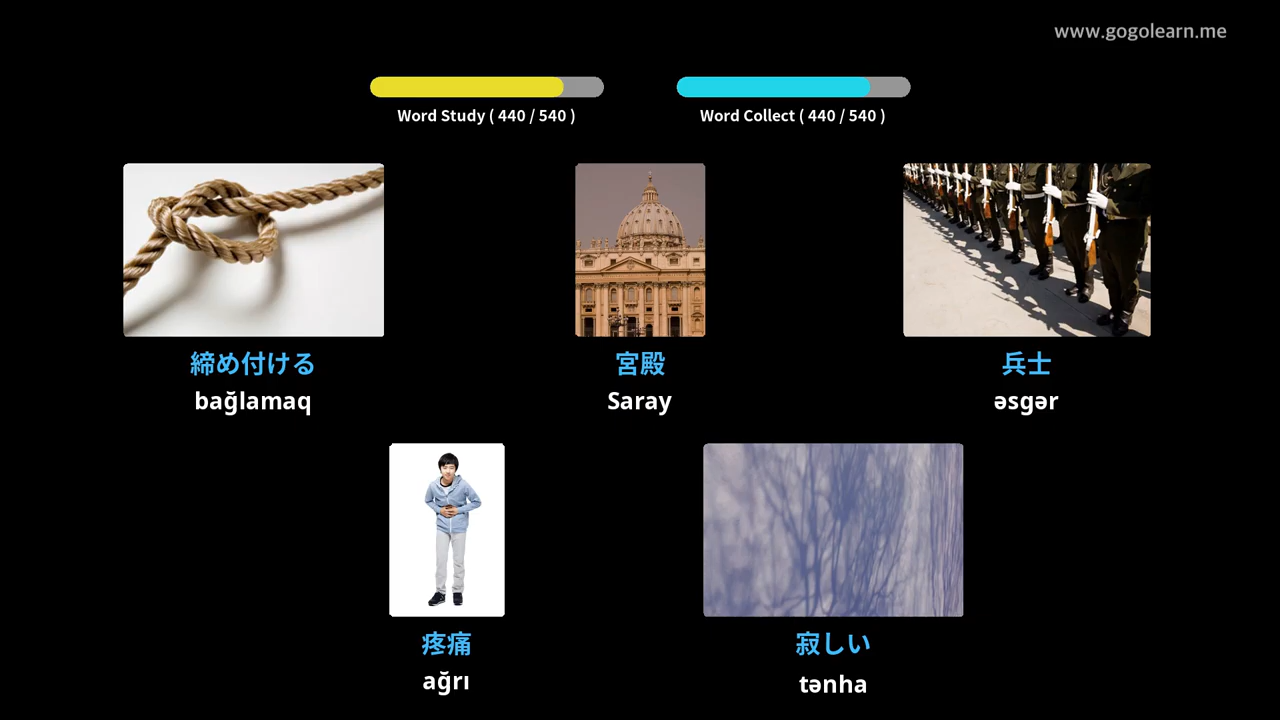 www.gogolearn.me
Word Study ( 440 / 540 )
Word Collect ( 440 / 540 )
締め付ける
bağlamaq
宮殿
Saray
兵士
əsgər
疼痛
ağrı
寂しい
tənha